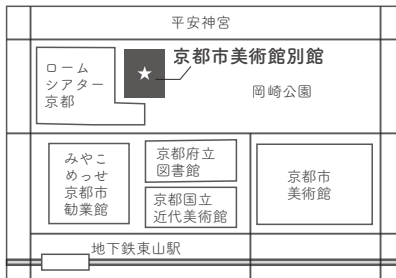 平安神宮
京都市美術館別館
ローム
シアター
京都
岡崎公園
みやこ
めっせ
京都市
勧業館
京都府立
図書館
京都国立
近代美術館
京都市
美術館
地下鉄東山駅